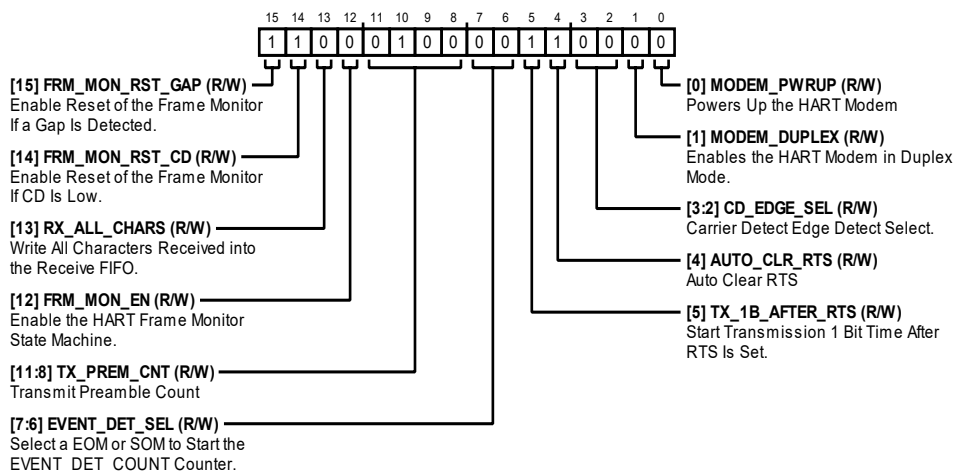 15 14 13 12 11 10 9 8 7 6 5 4 3 2 1 0
1 1 0 0 0 1 0 0 0 0 1 1 0 0 0 0
[15] FRM_MON_RST_GAP (R/W)
Enable Reset of the Frame Monitor
If a Gap Is Detected.
[14] FRM_MON_RST_CD (R/W)
Enable Reset of the Frame Monitor
If CD Is Low.
[13] RX_ALL_CHARS (R/W)
Write All Characters Received into
the Receive FIFO.
[12] FRM_MON_EN (R/W)
Enable the HART Frame Monitor
State Machine.
[11:8] TX_PREM_CNT (R/W)
Transmit Preamble Count
[7:6] EVENT_DET_SEL (R/W)
Select a EOM or SOM to Start the
EVENT_DET_COUNT Counter.
[0] MODEM_PWRUP (R/W)
Powers Up the HART Modem
[1] MODEM_DUPLEX (R/W)
Enables the HART Modem in Duplex
Mode.
[3:2] CD_EDGE_SEL (R/W)
Carrier Detect Edge Detect Select.
[4] AUTO_CLR_RTS (R/W)
Auto Clear RTS
[5] TX_1B_AFTER_RTS (R/W)
Start Transmission 1 Bit Time After
RTS Is Set.